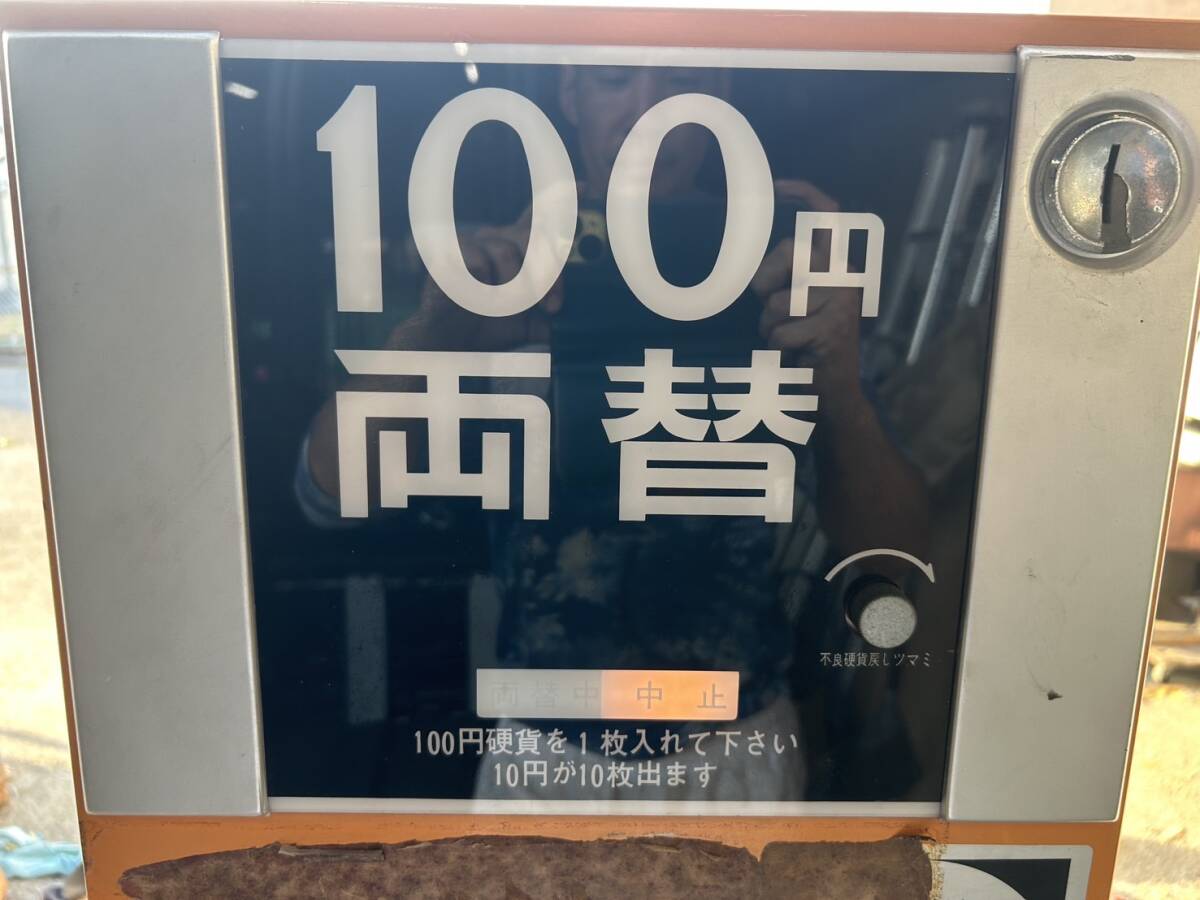 100円
両替
不良硬貨戻しツマミ
両替中 中止
100円硬貨を1枚入れて下さい
10円が10枚出ます